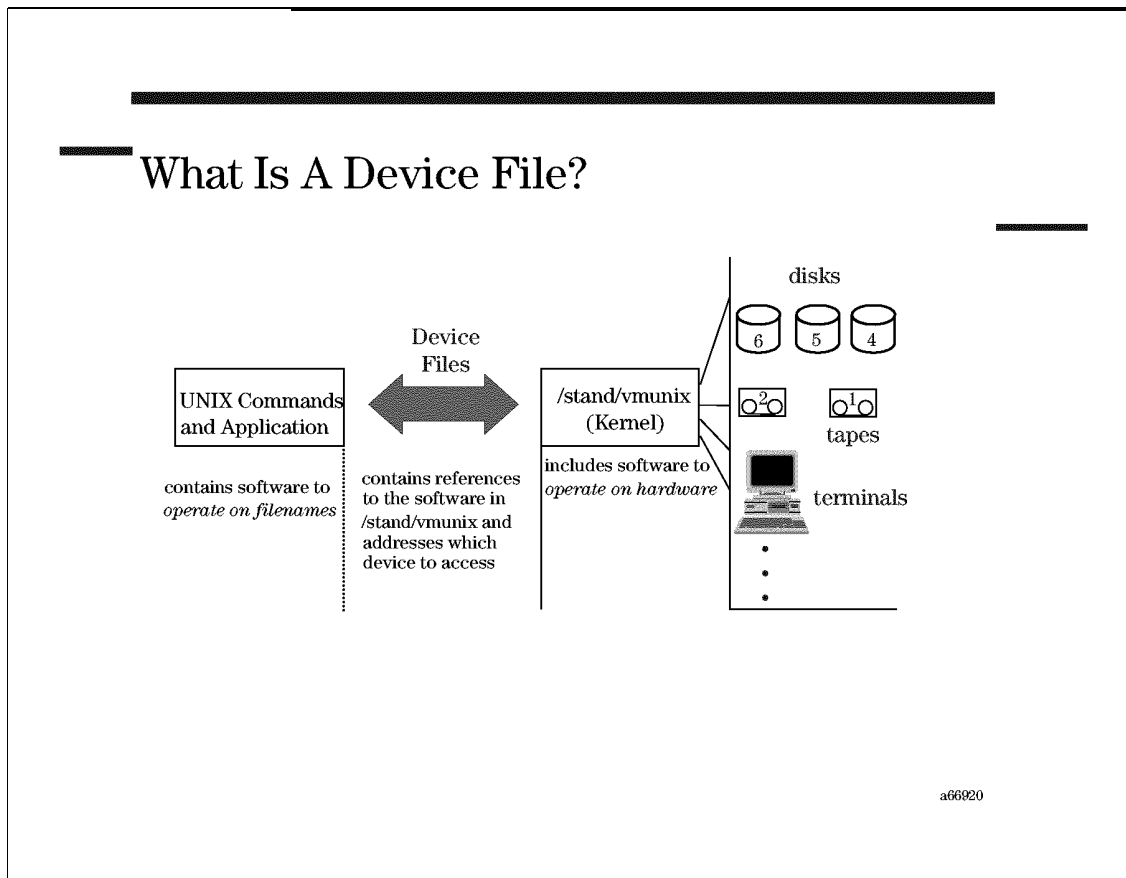 What Is A Device File?
disks
6 5 4
Device
Files
UNIX Commands
and Application
/stand/vmunix
(Kernel)
2 1
tapes
contains software to
operate on filenames
contains references
to the software in
/stand/vmunix and
addresses which
device to access
includes software to
operate on hardware
terminals
a66920